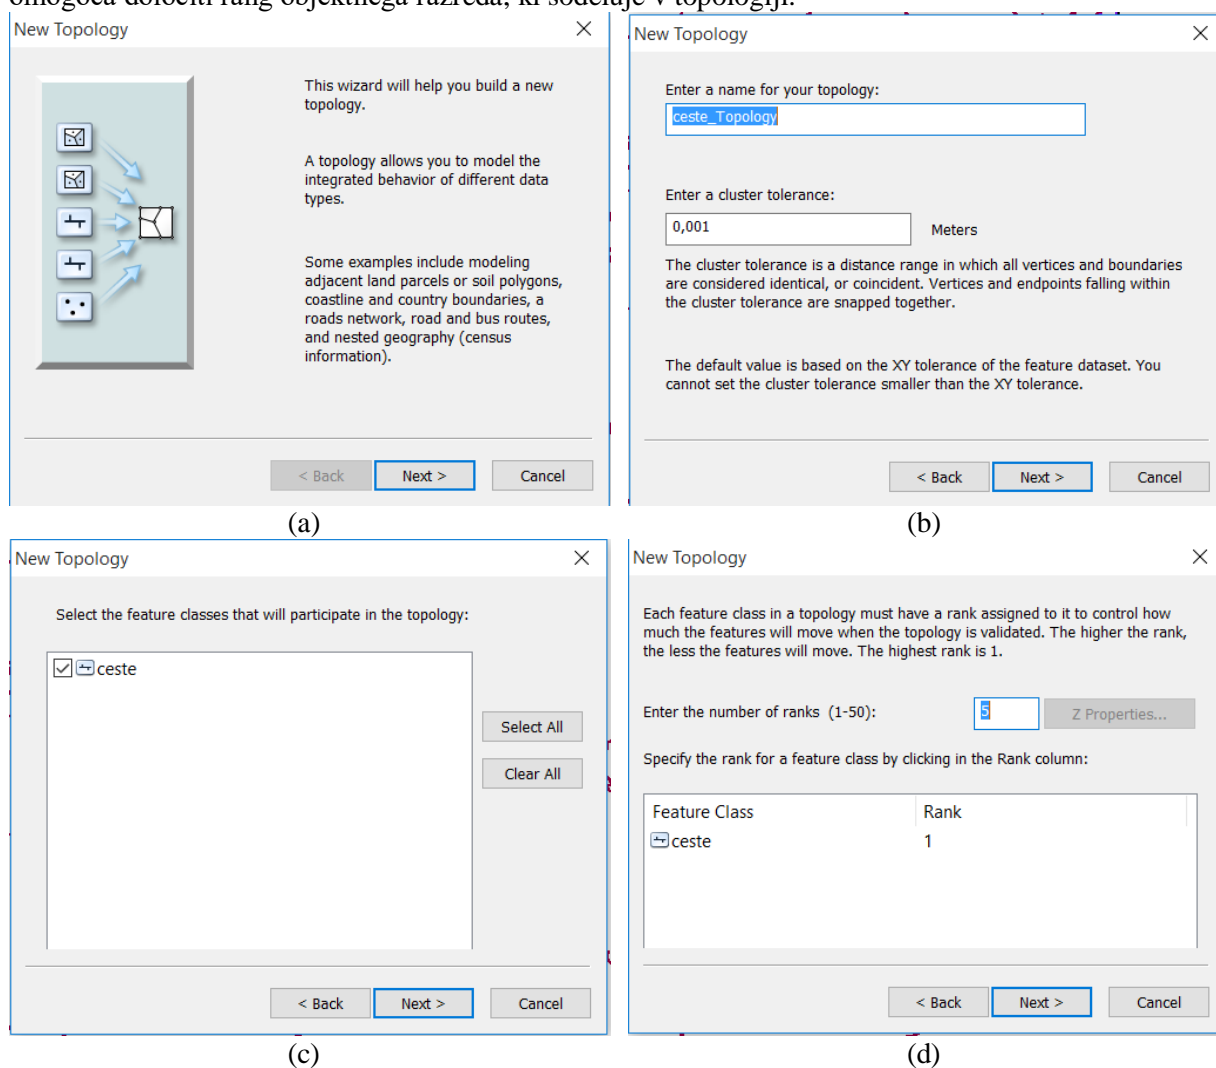 omogoča določiti rang objektnega razreda, ki sodeluje v topologiji.
New Topology
This wizard will help you build a new
topology.
A topology allows you to model the
integrated behavior of different data
types.
Some examples include modeling
adjacent land parcels or soil polygons,
coastline and country boundaries, a
roads network, road and bus routes,
and nested geography (census
information).
< Back Next > Cancel
(a)
New Topology
Enter a name for your topology:
ceste_Topology
Enter a cluster tolerance:
0,001 Meters
The cluster tolerance is a distance range in which all vertices and boundaries
are considered identical, or coincident. Vertices and endpoints falling within
the cluster tolerance are snapped together.
The default value is based on the XY tolerance of the feature dataset. You
cannot set the cluster tolerance smaller than the XY tolerance.
< Back Next > Cancel
(b)
New Topology
Select the feature classes that will participate in the topology:
ceste
Select All
Clear All
< Back Next > Cancel
(c)
New Topology
Each feature class in a topology must have a rank assigned to it to control how
much the features will move when the topology is validated. The higher the rank,
the less the features will move. The highest rank is 1.
Enter the number of ranks (1-50): 5 Z Properties...
Specify the rank for a feature class by clicking in the Rank column:
Feature Class Rank
ceste 1
< Back Next > Cancel
(d)